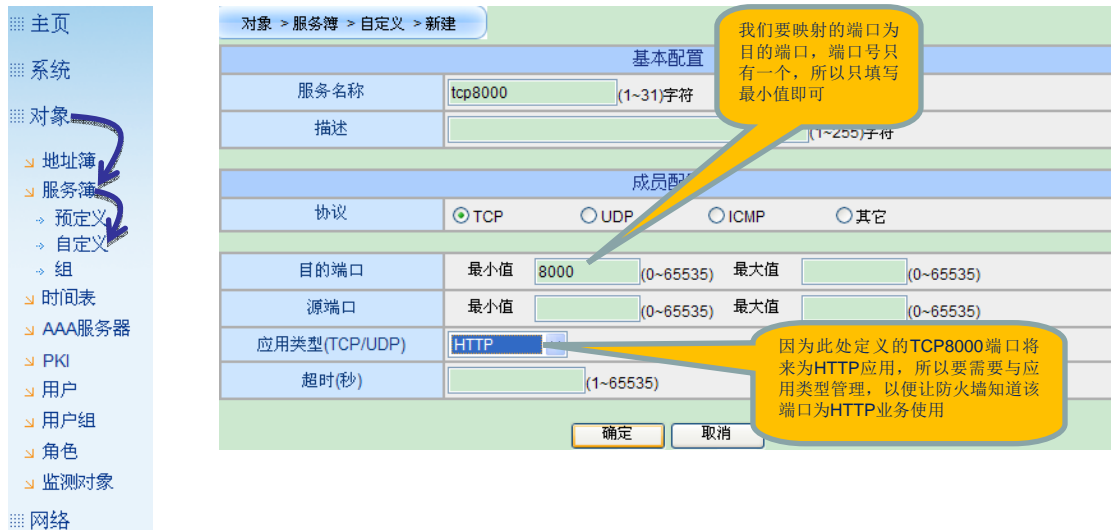 主页
系统
对象
地址簿
服务簿
预定义
自定义
组
时间表
AAA服务器
PKI
用户
用户组
角色
监测对象
网络
对象 >服务簿 >自定义 >新建
基本配置
服务名称 tcp8000 (1~31)字符
描述 (1~255)字符
我们要映射的端口为
目的端口，端口号只
有一个，所以只填写
最小值即可
成员配
协议 TCP UDP ICMP 其它
目的端口 最小值 8000 (0~65535) 最大值 (0~65535)
源端口 最小值 (0~65535) 最大值 (0~65535)
应用类型(TCP/UDP) HTTP
超时(秒) (1~65535)
因为此处定义的TCP8000端口将
来为HTTP应用，所以要需要与应
用类型管理，以便让防火墙知道该
端口为HTTP业务使用
确定 取消